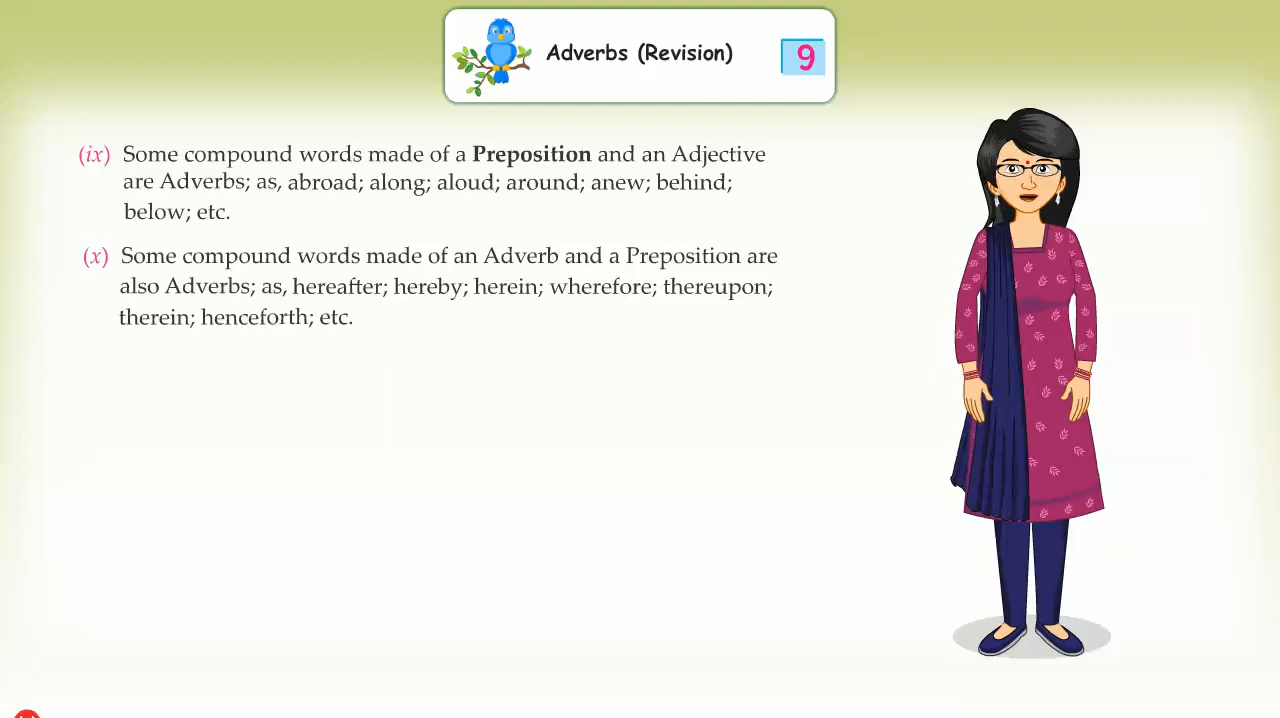 Adverbs (Revision)
9
(ix) Some compound words made of a Preposition and an Adjective
are Adverbs; as, abroad; along; aloud; around; anew; behind;
below; etc.
(x) Some compound words made of an Adverb and a Preposition are
also Adverbs; as, hereafter; hereby; herein; wherefore; thereupon;
therein; henceforth; etc.